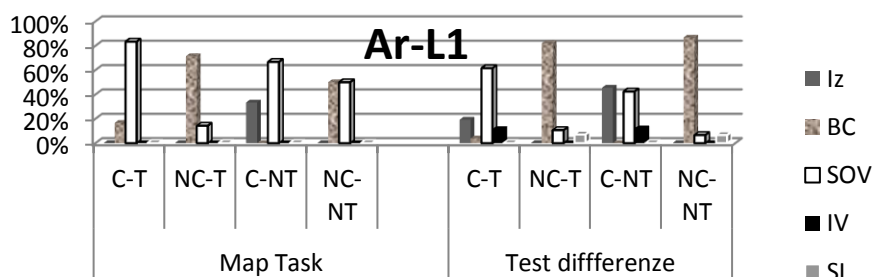 Ar-L1
100%
80%
60%
40%
20%
0%
C-T NC-T C-NT NC-NT C-T NC-T C-NT NC-NT
Map Task Test diffferenze
Iz
BC
SOV
IV